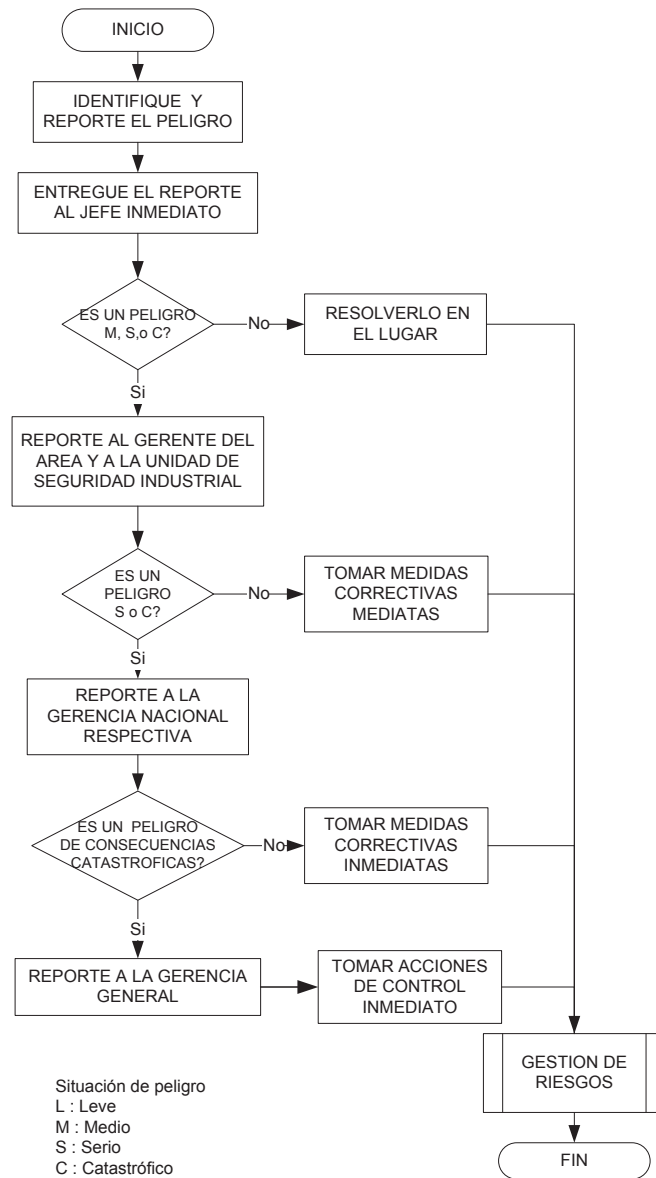 INICIO
IDENTIFIQUE Y
REPORTE EL PELIGRO
ENTREGUE EL REPORTE
AL JEFE INMEDIATO
ES UN PELIGRO
M, S,o C?
No
RESOLVERLO EN
EL LUGAR
Si
REPORTE AL GERENTE DEL
AREA Y A LA UNIDAD DE
SEGURIDAD INDUSTRIAL
ES UN
PELIGRO
S o C?
No
TOMAR MEDIDAS
CORRECTIVAS
MEDIATAS
Si
REPORTE A LA
GERENCIA NACIONAL
RESPECTIVA
ES UN PELIGRO
DE CONSECUENCIAS
CATASTROFICAS?
No
TOMAR MEDIDAS
CORRECTIVAS
INMEDIATAS
Si
REPORTE A LA GERENCIA
GENERAL
TOMAR ACCIONES
DE CONTROL
INMEDIATO
GESTION DE
RIESGOS
FIN
Situación de peligro
L : Leve
M : Medio
S : Serio
C : Catastrófico